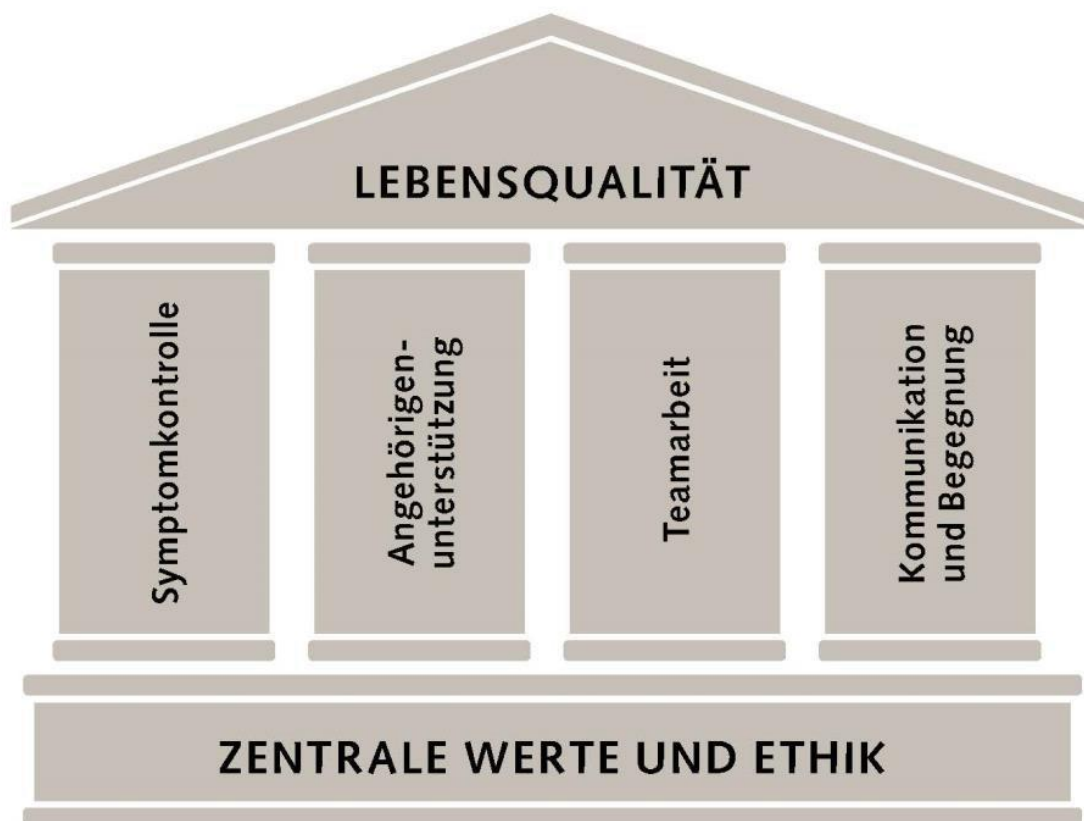 LEBENSQUALITÄT
Symptomkontrolle
Angehörigen-
unterstützung
Teamarbeit
Kommunikation
und Begegnung
ZENTRALE WERTE UND ETHIK